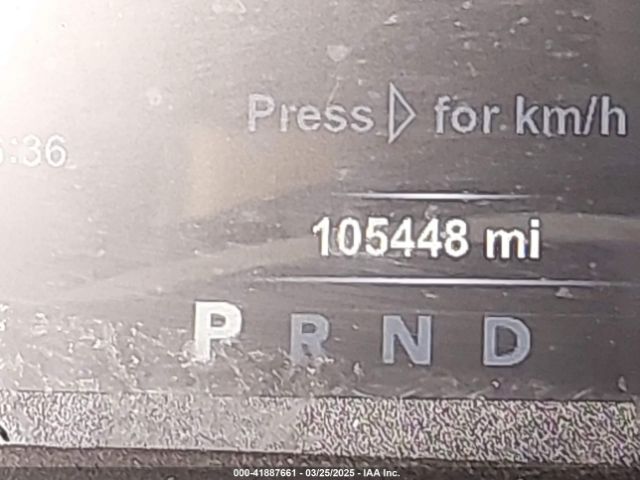 Press ▷ for km/h
:36
105448 mi
P R N D
000-41887661 - 03/25/2025 - IAA Inc.